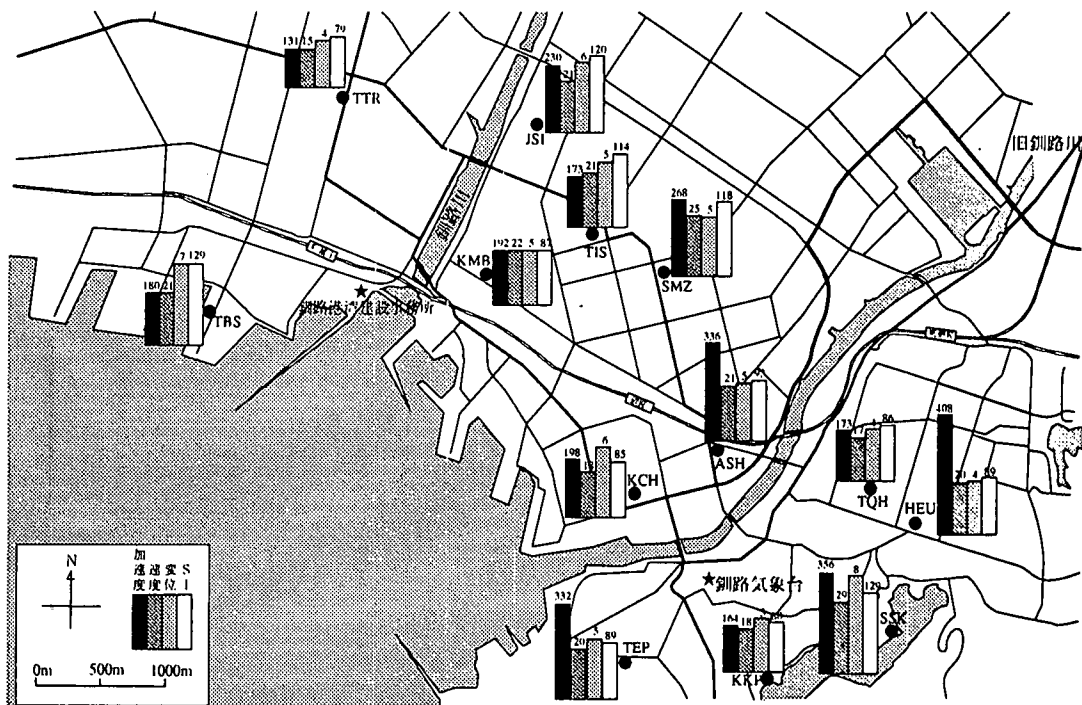 131 15 4 79
TTR
230 21 6 120
JSI
旧釧路川
173 21 5 114
TIS
268 25 5 118
SMZ
釧路川
192 22 5 87
KMB
180 21 7 129
TBS
釧路港湾建設事務所
336 21 5
ASH
173 17 4 86
TQH
408 20 4 89
HEU
198 6 85
KCH
N
加速度 速度 変位 SI
0m 500m 1000m
332 20 5 89
TEP
釧路気象台
164 18
KKH
356 29 8 129
SSK